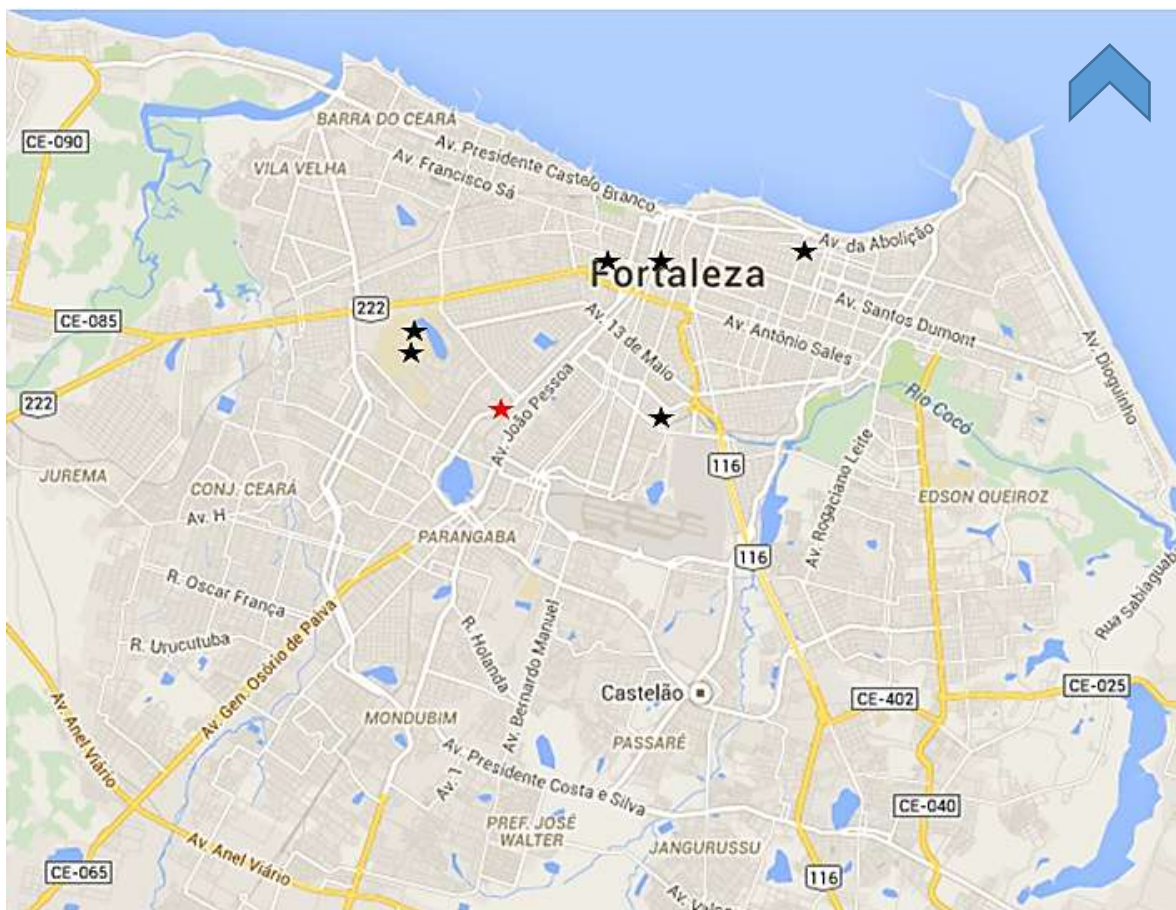 BARRA DO CEARÁ
Av. Presidente Castelo Branco
CE-090
Av. Francisco Sá
VILA VELHA
Av. da Abolição
Fortaleza
222
CE-085
Av. Santos Dumont
Av. 13 de Maio
Av. Antônio Sales
Av. Dioguinho
222
Av. João Pessoa
Rio Cocó
116
JUREMA
CONJ. CEARÁ
Av. Rogaciano Leite
EDSON QUEIROZ
Av. H
PARANGABA
116
R. Oscar França
Rua Sabiaguab
R. Urucutuba
Av. Gen. Osório de Paiva
R. Holanda
Av. Bernardo Manuel
Castelão
CE-025
CE-402
Av. Anel Viário
MONDUBIM
PASSARÉ
Av. Presidente Costa e Silva
Av. 1
CE-040
PREF. JOSÉ
WALTER
JANGURUSSU
Av. Anel Viário
CE-065
116